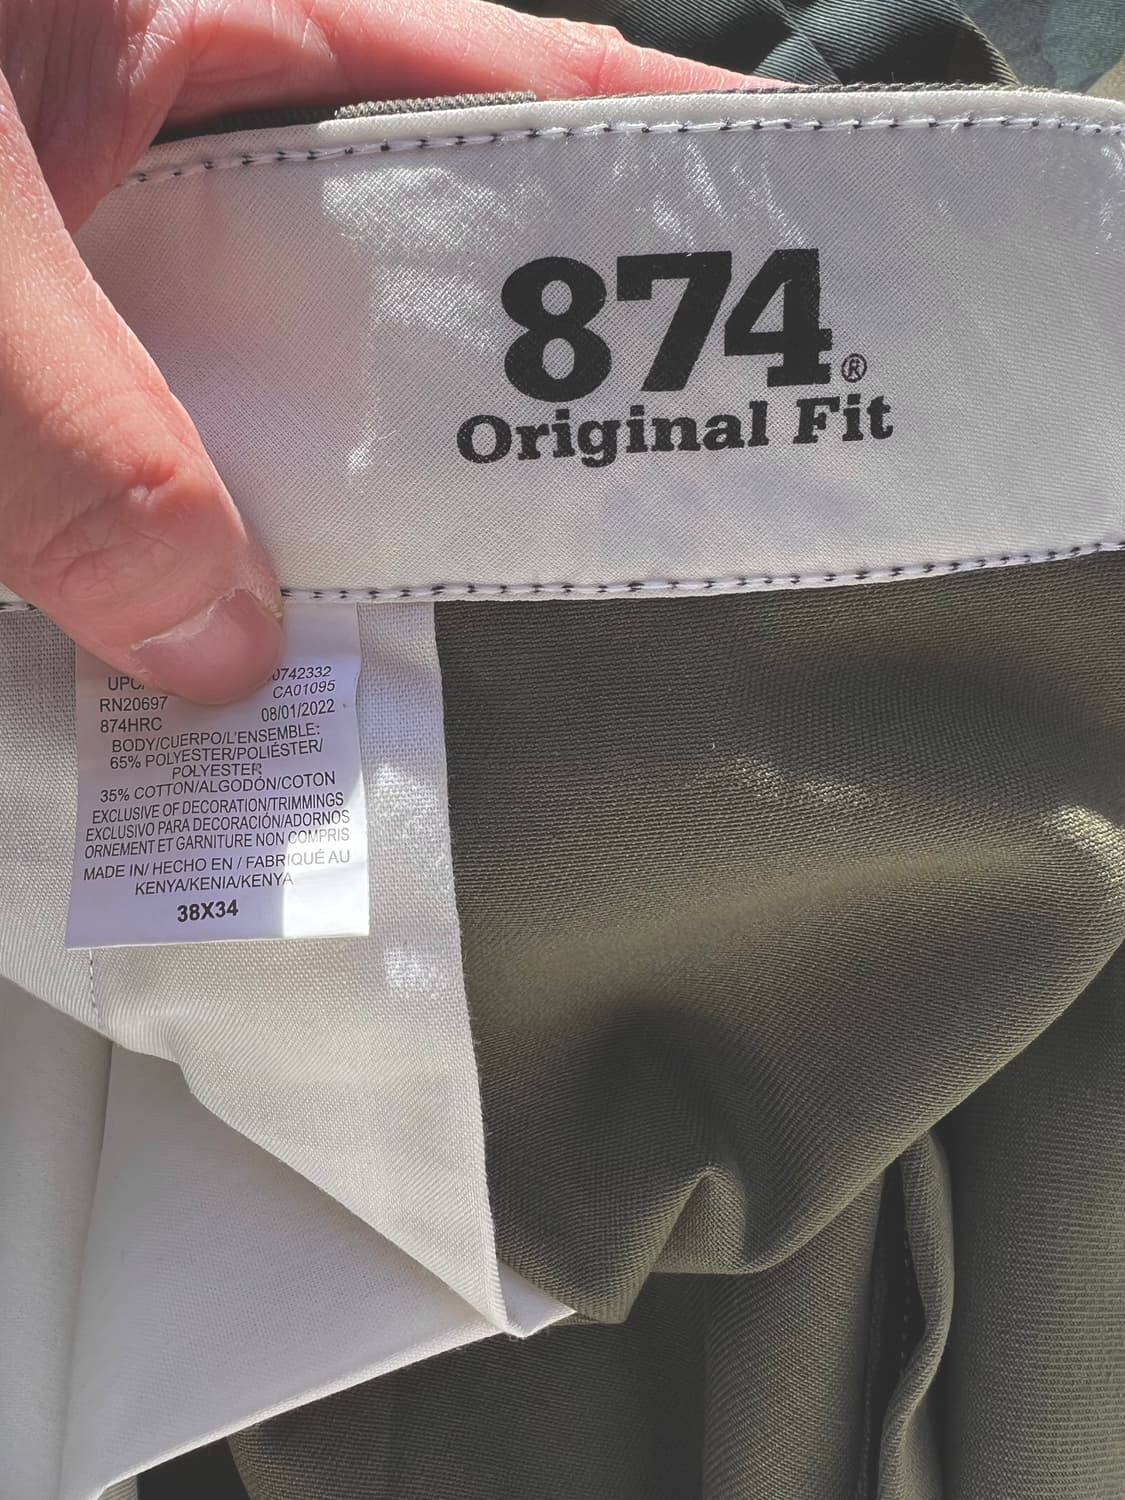 874®
Original Fit
UPC
0742332
CA01095
RN20697
08/01/2022
874HRC
BODY/CUERPO/L'ENSEMBLE:
65% POLYESTER/POLIÉSTER/
POLYESTER
35% COTTON/ALGODÓN/COTON
EXCLUSIVE OF DECORATION/TRIMMINGS
EXCLUSIVO PARA DECORACIÓN/ADORNOS
ORNEMENT ET GARNITURE NON COMPRIS
MADE IN/ HECHO EN / FABRIQUÉ AU
KENYA/KENIA/KENYA
38X34